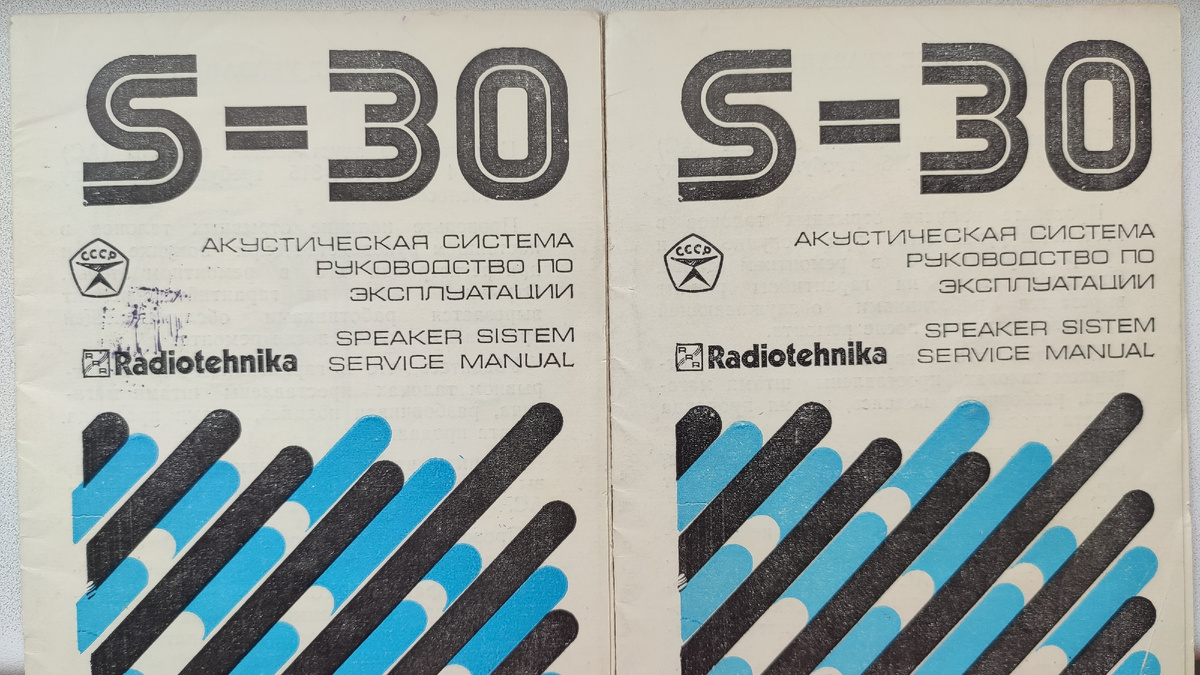 S-30
СССР
АКУСТИЧЕСКАЯ СИСТЕМА
РУКОВОДСТВО ПО
ЭКСПЛУАТАЦИИ
SPEAKER SISTEM
Radiotehnika SERVICE MANUAL
S-30
СССР
АКУСТИЧЕСКАЯ СИСТЕМА
РУКОВОДСТВО ПО
ЭКСПЛУАТАЦИИ
SPEAKER SISTEM
Radiotehnika SERVICE MANUAL